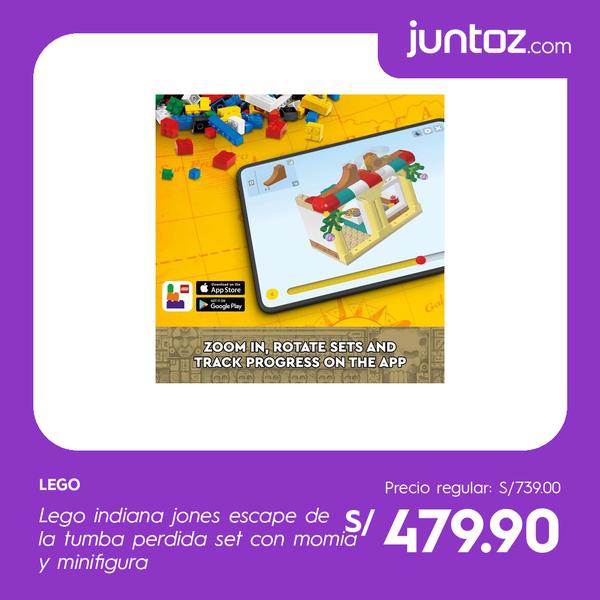 juntoz.com
LEGO
Download on the
App Store
GET IT ON
Google Play
ZOOM IN, ROTATE SETS AND
TRACK PROGRESS ON THE APP
LEGO
Precio regular: S/739.00
Lego indiana jones escape de
la tumba perdida set con momia
y minifigura
S/ 479.90